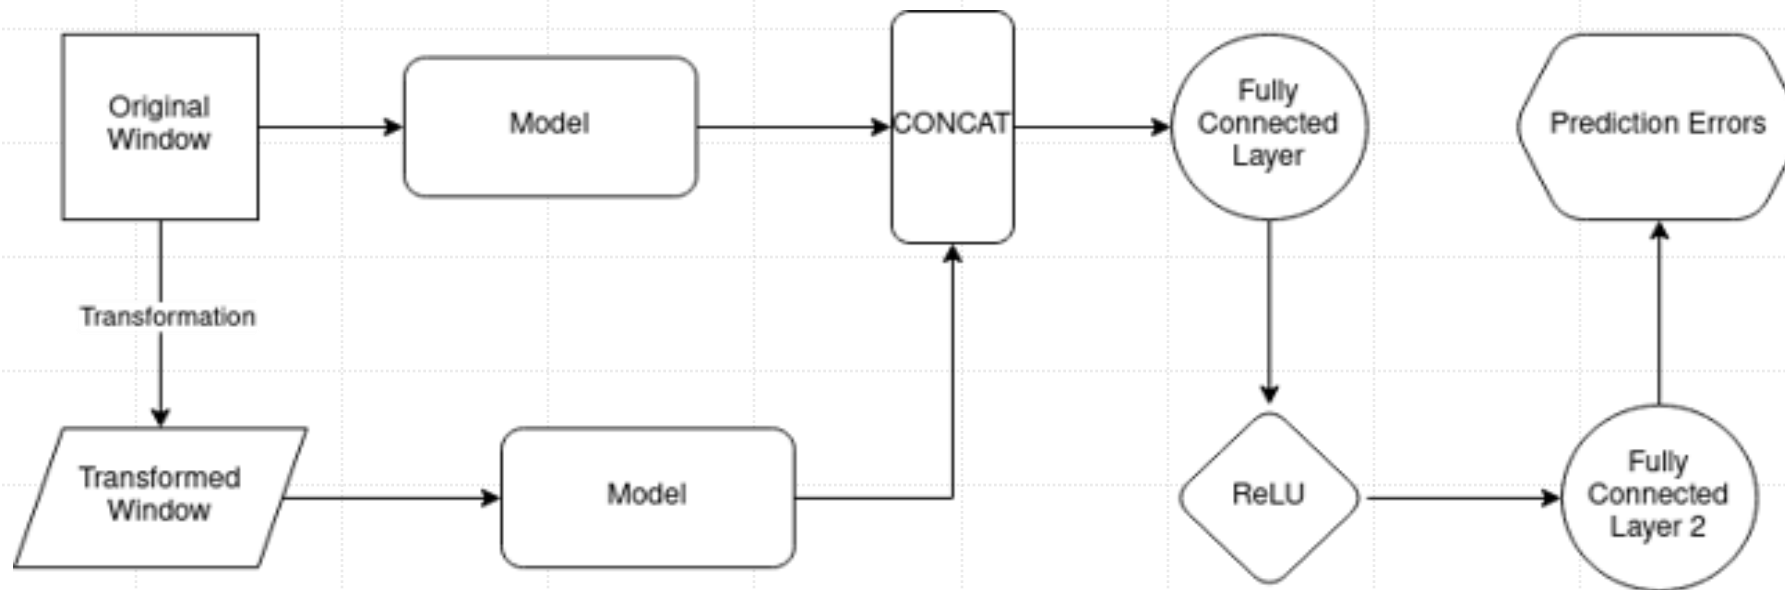 Original
Window
Model
CONCAT
Fully
Connected
Layer
Prediction Errors
Transformation
Transformed
Window
Model
ReLU
Fully
Connected
Layer 2